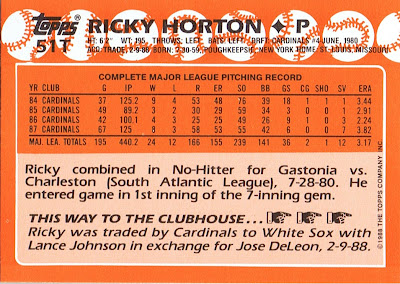 Topps
51T
RICKY HORTON P
HT: 6'2" WT: 195 THROWS: LEFT BATS: LEFT DRFT: CARDINALS #4-JUNE, 1980
ACQ: TRADE, 2-9-88 BORN: 7-30-59, POUGHKEEPSIE, NEW YORK HOME: ST. LOUIS, MISSOURI
COMPLETE MAJOR LEAGUE PITCHING RECORD
YR CLUB G IP W L R ER SO BB GS CG SHO SV ERA
84 CARDINALS 37 125.2 9 4 53 48 76 39 18 1 1 1 3.44
85 CARDINALS 49 89.2 3 2 30 29 59 34 3 0 0 1 2.91
86 CARDINALS 42 100.1 4 3 25 25 49 26 9 1 0 3 2.24
87 CARDINALS 67 125 8 3 58 53 55 42 6 0 0 7 3.82
MAJ. LEA. TOTALS 195 440.2 24 12 166 155 239 141 36 2 1 12 3.17
Ricky combined in No-Hitter for Gastonia vs.
Charleston (South Atlantic League), 7-28-80. He
entered game in 1st inning of the 7-inning gem.
THIS WAY TO THE CLUBHOUSE...
Ricky was traded by Cardinals to White Sox with
Lance Johnson in exchange for Jose DeLeon, 2-9-88.
©1988 THE TOPPS COMPANY, INC.